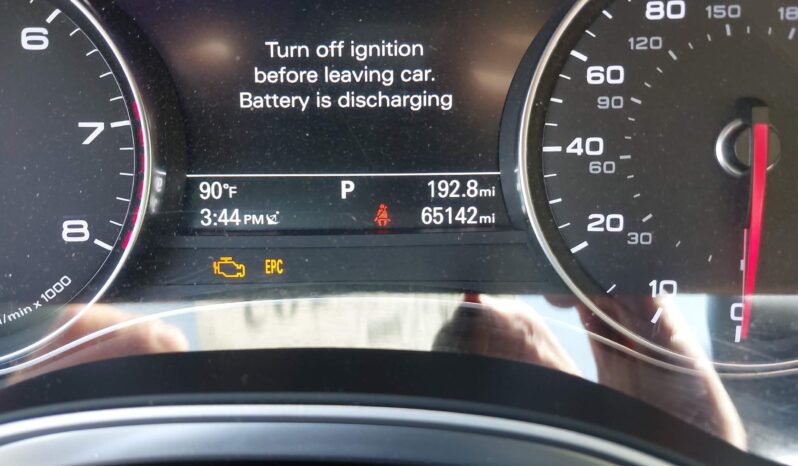 Turn off ignition
before leaving car.
Battery is discharging
90°F P 192.8mi
3:44 PM 65142mi
EPC
6
7
8
/min x 1000
80 150 18
120
60
90
40
60
20
30
10
0